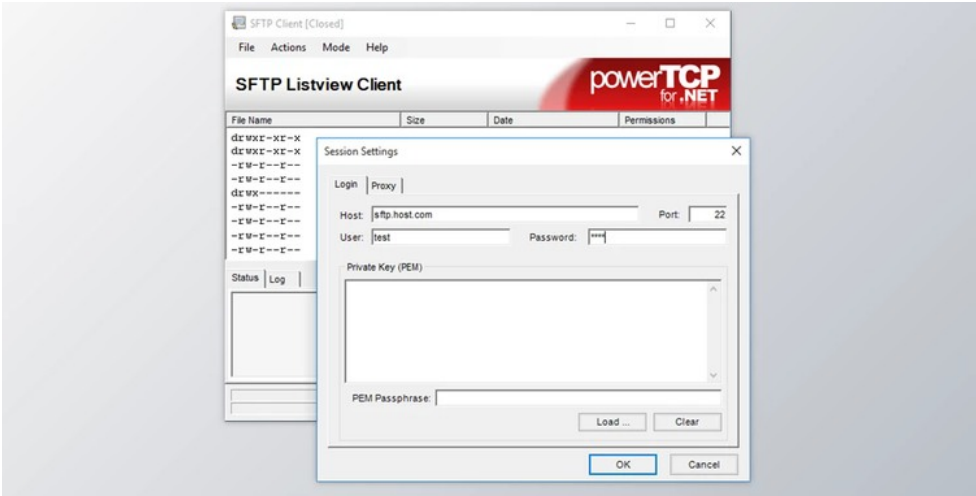 SFTP Client [Closed]
File Actions Mode Help
SFTP Listview Client
powerTCP
for .NET
File Name Size Date Permissions
drwxr-xr-x
drwxr-xr-x
-rw-r--r--
-rw-r--r--
drwx------
-rw-r--r--
-rw-r--r--
-rw-r--r--
-rw-r--r--
Status Log
Session Settings
Login Proxy
Host: sftp.host.com Port: 22
User: test Password: ****
Private Key (PEM)
PEM Passphrase:
Load ... Clear
OK Cancel